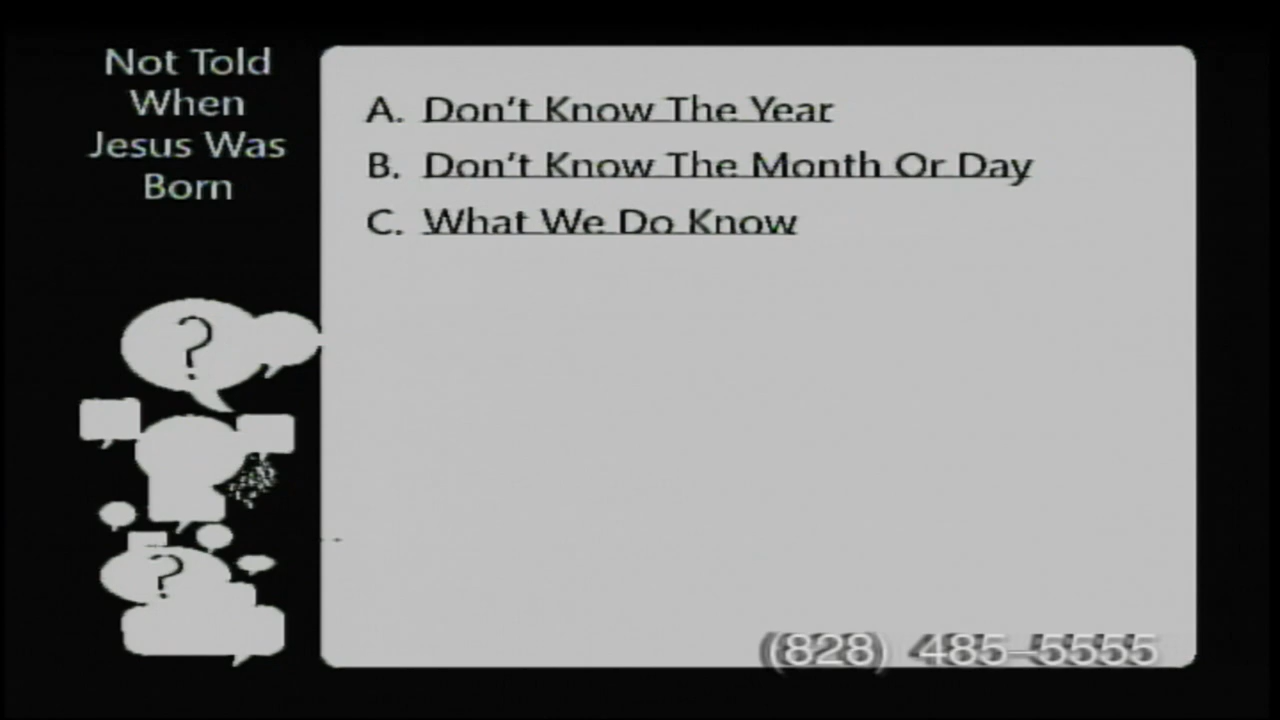 Not Told
When
Jesus Was
Born
A. Don't Know The Year
B. Don't Know The Month Or Day
C. What We Do Know
?
?
(828) 485-5555